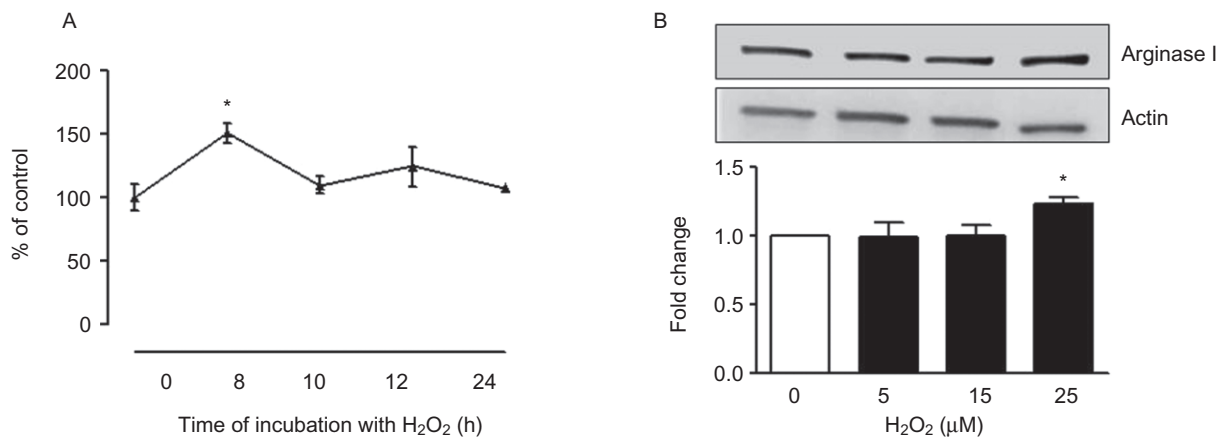 A
200
150
100
50
0
*
% of control
0 8 10 12 24
Time of incubation with H₂O₂ (h)
B
Arginase I
Actin
1.5
1.0
0.5
0.0
*
Fold change
0 5 15 25
H₂O₂ (µM)